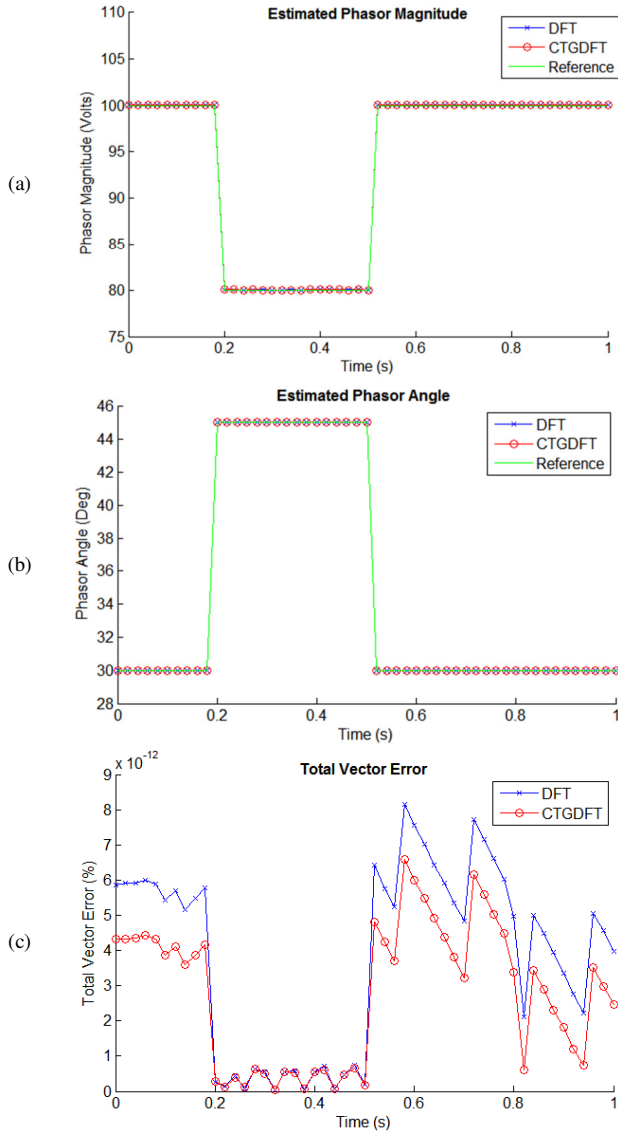 Estimated Phasor Magnitude
110
105
100
95
90
85
80
75
Phasor Magnitude (Volts)
DFT
CTGDFT
Reference
(a)
0
0.2
0.4
0.6
0.8
1
Time (s)
Estimated Phasor Angle
46
44
42
40
38
36
34
32
30
28
Phasor Angle (Deg)
DFT
CTGDFT
Reference
(b)
0
0.2
0.4
0.6
0.8
1
Time (s)
x 10⁻¹²
Total Vector Error
9
8
7
6
5
4
3
2
1
0
Total Vector Error (%)
DFT
CTGDFT
(c)
0
0.2
0.4
0.6
0.8
1
Time (s)